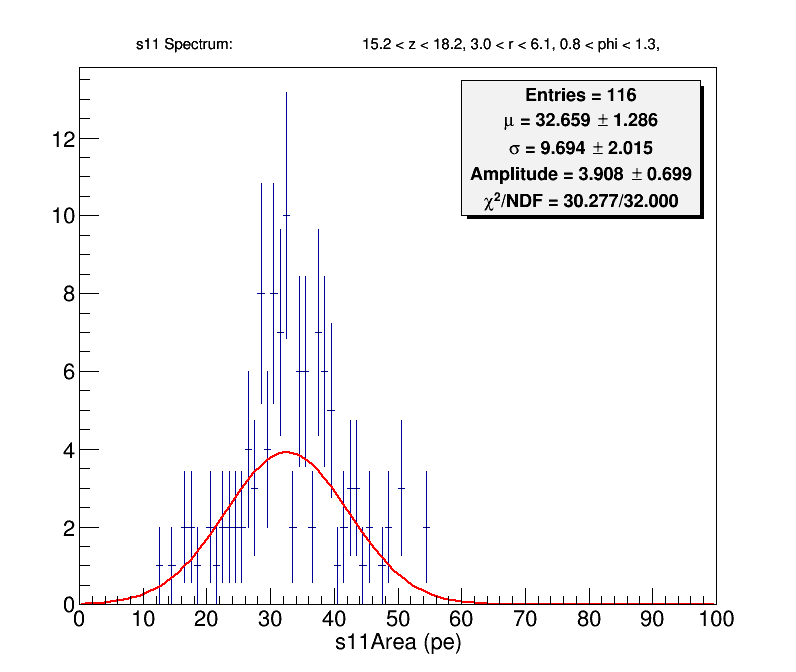 s11 Spectrum: 15.2 < z < 18.2, 3.0 < r < 6.1, 0.8 < phi < 1.3,
Entries = 116
μ = 32.659 ± 1.286
σ = 9.694 ± 2.015
Amplitude = 3.908 ± 0.699
χ²/NDF = 30.277/32.000
12
10
8
6
4
2
0
0 10 20 30 40 50 60 70 80 90 100
s11Area (pe)